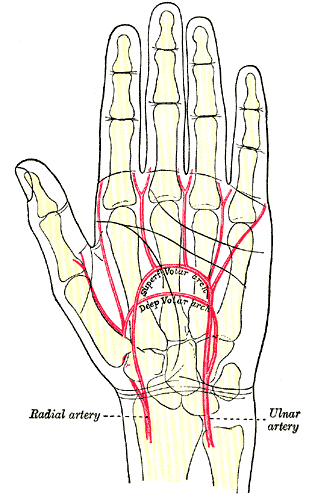 Superf. Volar arch
Deep Volar arch
Radial artery
Ulnar
artery